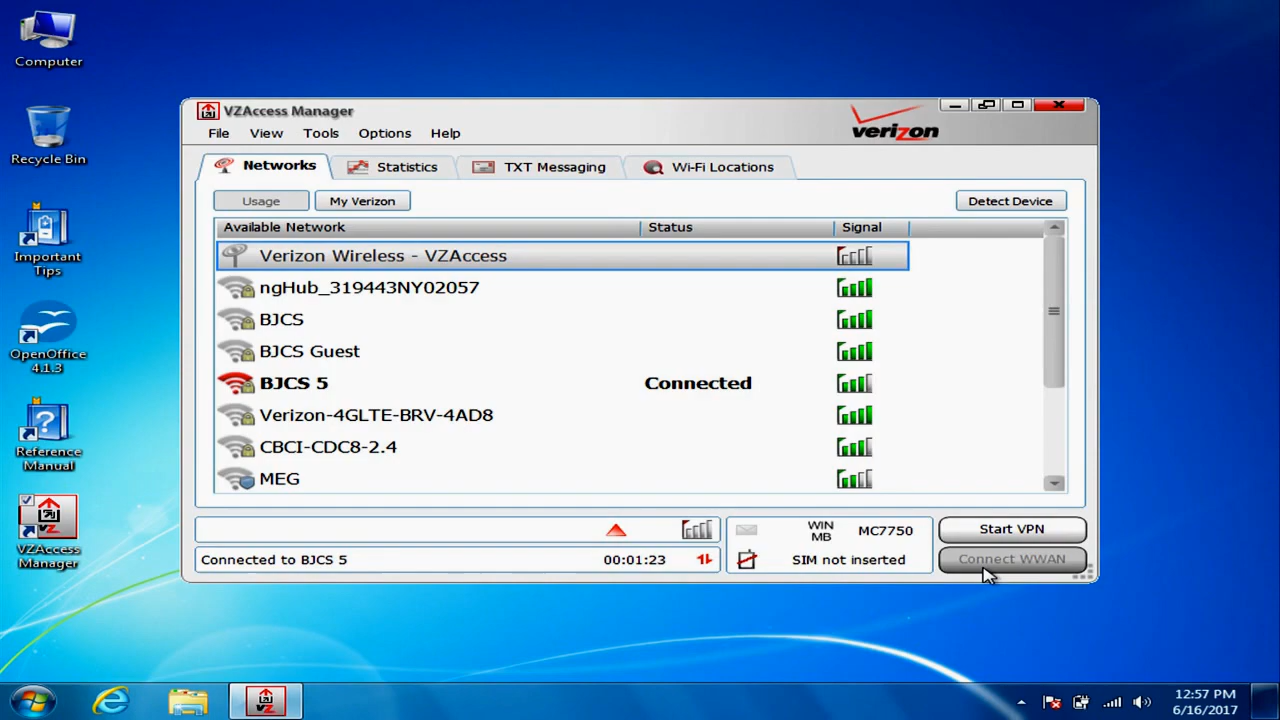 Computer
Recycle Bin
Important
Tips
OpenOffice
4.1.3
Reference
Manual
VZAccess
Manager
VZAccess Manager
verizon
File View Tools Options Help
Networks Statistics TXT Messaging Wi-Fi Locations
Usage My Verizon Detect Device
Available Network Status Signal
Verizon Wireless - VZAccess
ngHub_319443NY02057
BJCS
BJCS Guest
BJCS 5 Connected
Verizon-4GLTE-BRV-4AD8
CBCI-CDC8-2.4
MEG
WIN
MB MC7750 Start VPN
Connected to BJCS 5 00:01:23 SIM not inserted Connect WWAN
12:57 PM
6/16/2017